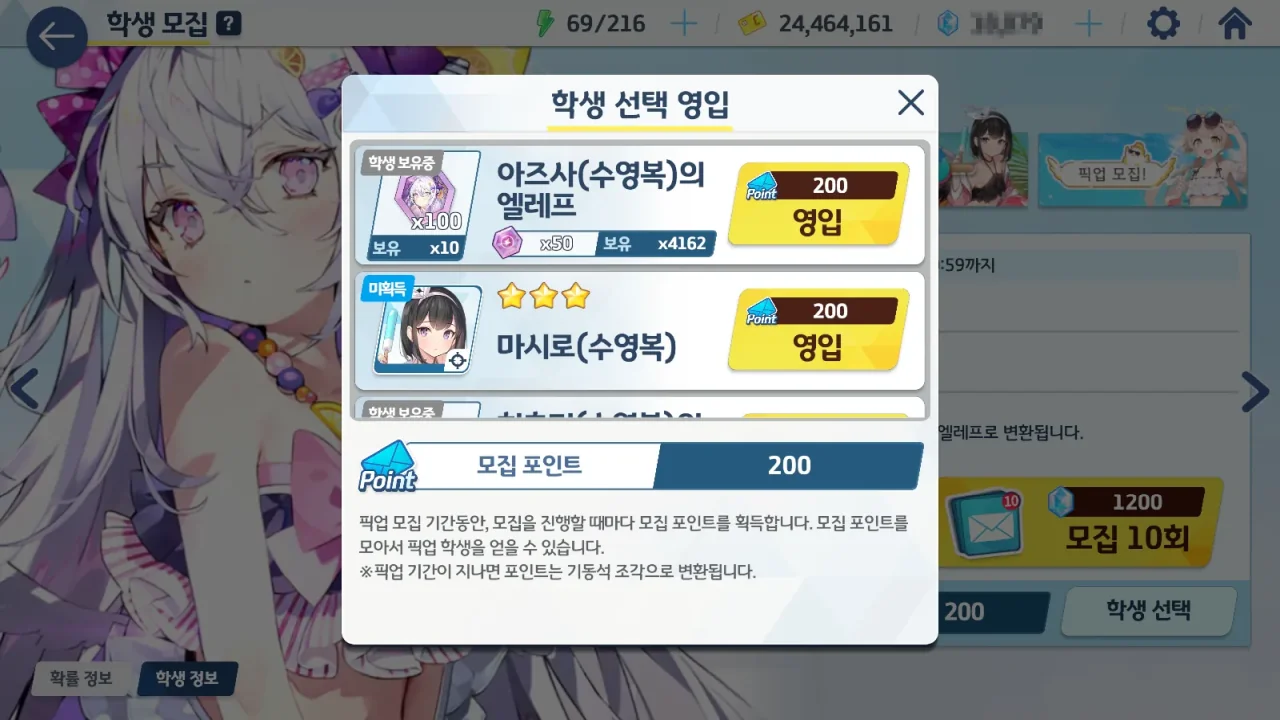 학생 모집 ?
69/216
24,464,161
학생 선택 영입
학생 보유중
x100
보유 x10
아즈사(수영복)의
엘레프
x50 보유 x4162
Point 200
영입
미획득
마시로(수영복)
Point 200
영입
학생 보유중
픽업 모집!
:59까지
엘레프로 변환됩니다.
Point 모집 포인트 200
픽업 모집 기간동안, 모집을 진행할 때마다 모집 포인트를 획득합니다. 모집 포인트를
모아서 픽업 학생을 얻을 수 있습니다.
※픽업 기간이 지나면 포인트는 기동석 조각으로 변환됩니다.
10
1200
모집 10회
200
학생 선택
확률 정보
학생 정보